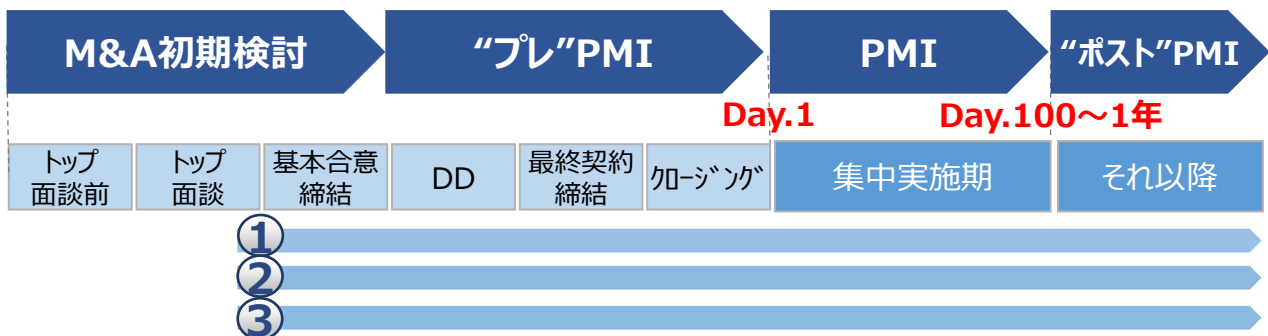 M&A初期検討
“プレ”PMI
PMI
“ポスト”PMI
Day.1
Day.100～1年
トップ
面談前
トップ
面談
基本合意
締結
DD
最終契約
締結
ｸﾛｰｼﾞﾝｸﾞ
集中実施期
それ以降
1
2
3